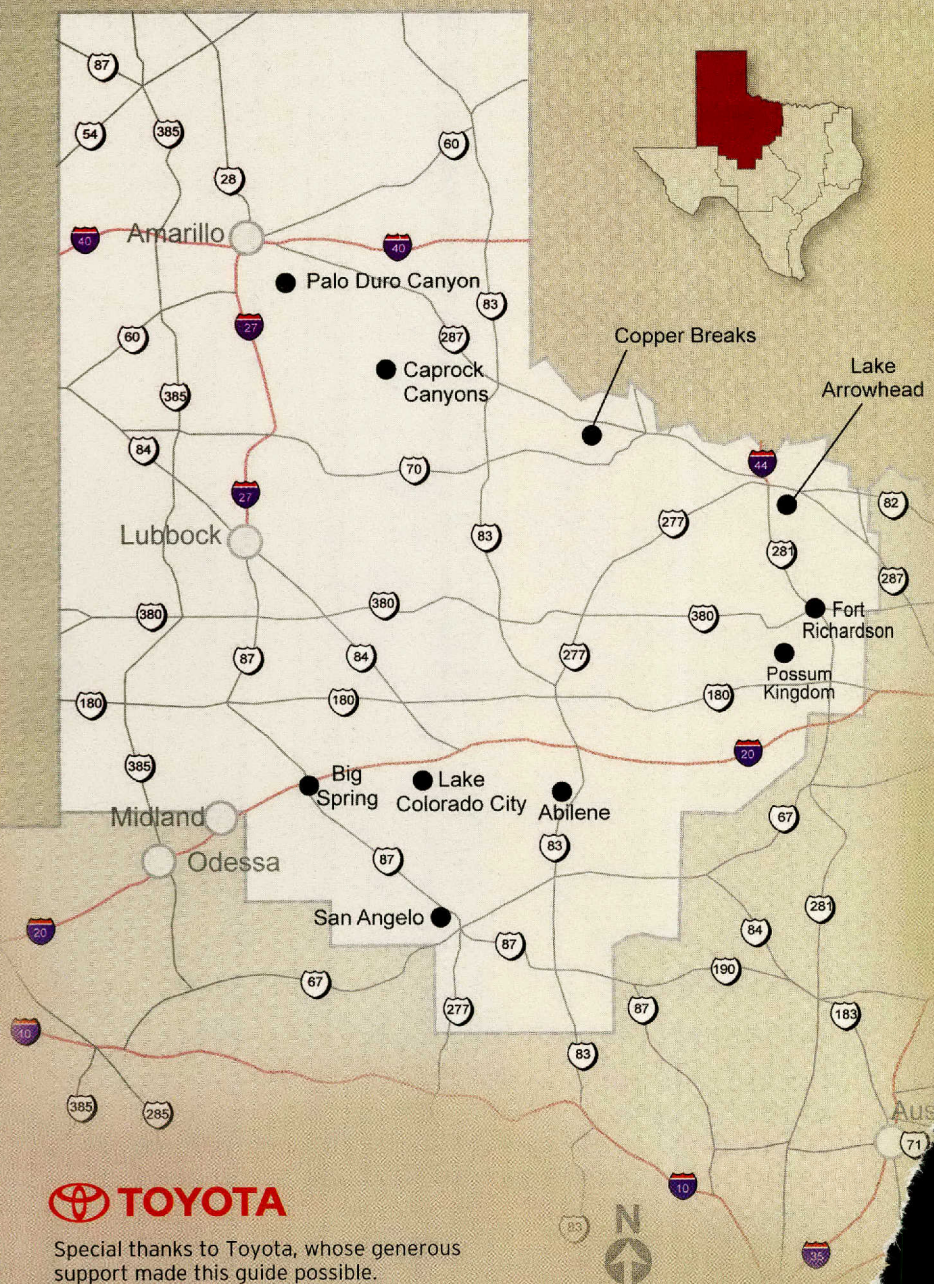 87
54
385
28
60
40
Amarillo
40
Palo Duro Canyon
83
27
60
287
Copper Breaks
Caprock
Canyons
Lake
Arrowhead
385
84
70
44
27
82
277
Lubbock
83
281
287
380
380
380
Fort
Richardson
87
84
277
Possum
Kingdom
180
180
180
20
385
Big
Spring
Lake
Colorado City
Abilene
Midland
67
83
Odessa
87
281
San Angelo
20
84
87
190
67
277
87
183
10
83
385
285
Aus
71
10
83
N
35
TOYOTA
Special thanks to Toyota, whose generous
support made this guide possible.